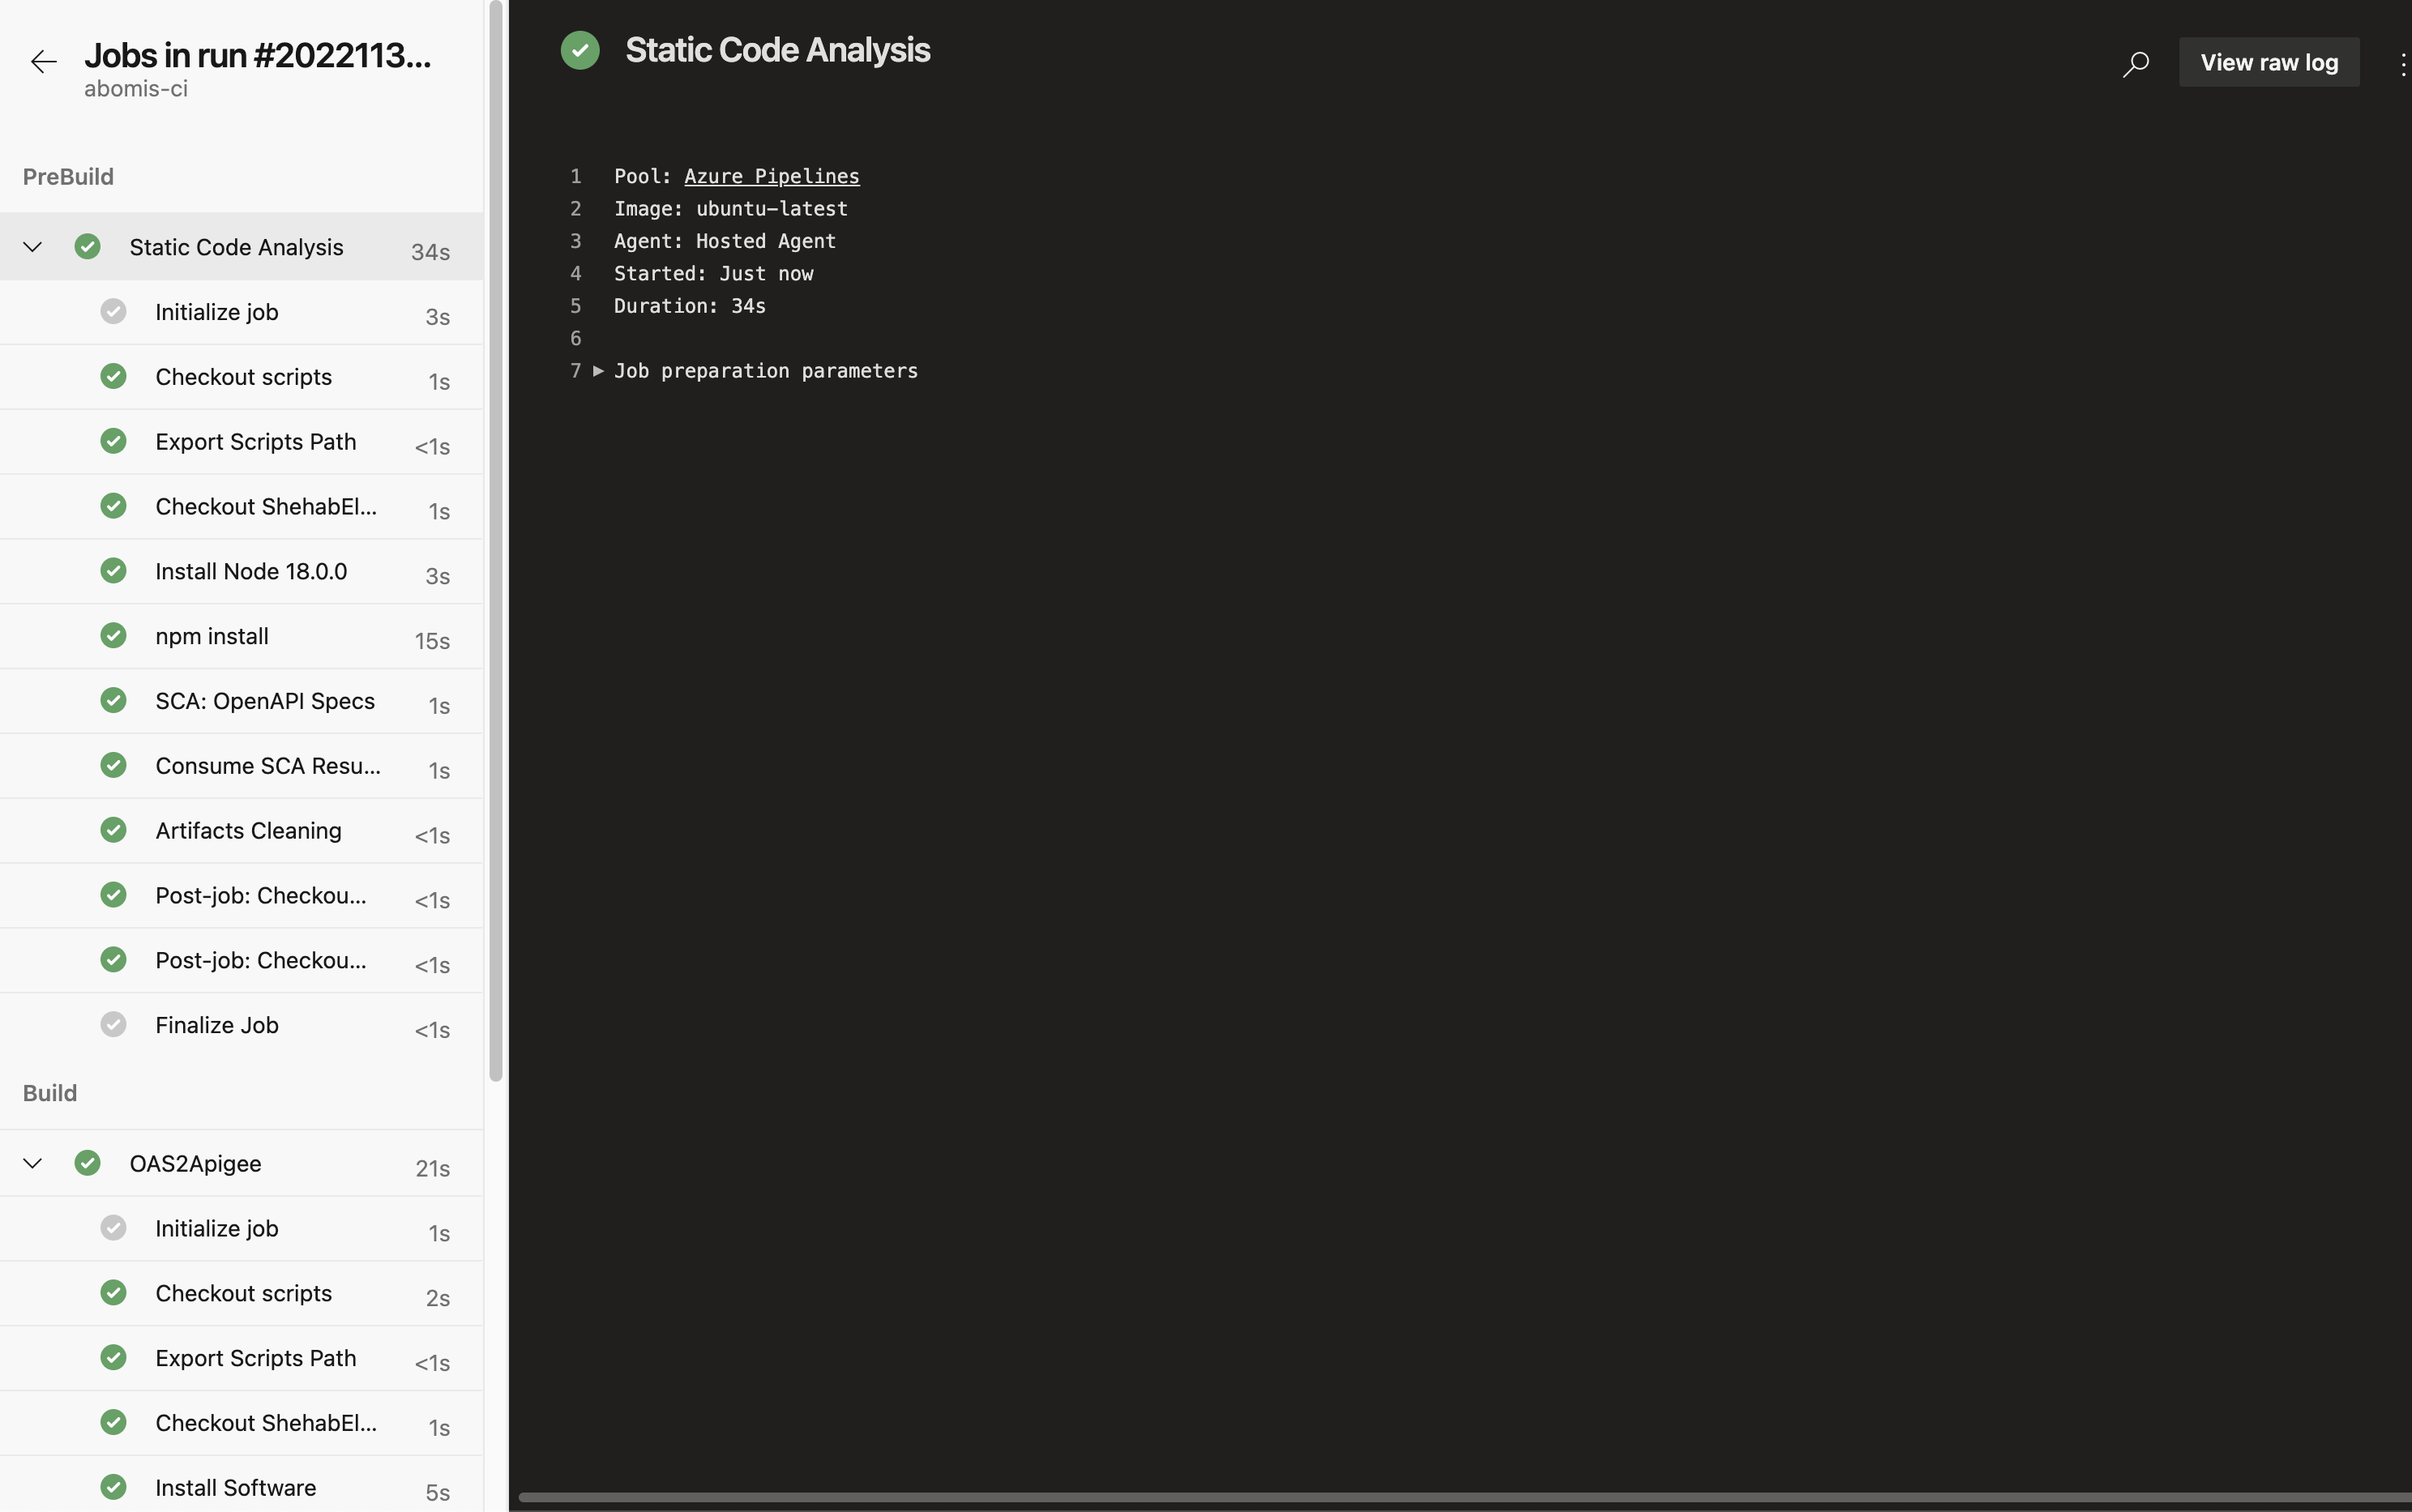 Jobs in run #2022113...
abomis-ci
PreBuild
Static Code Analysis 34s
Initialize job 3s
Checkout scripts 1s
Export Scripts Path <1s
Checkout ShehabEl... 1s
Install Node 18.0.0 3s
npm install 15s
SCA: OpenAPI Specs 1s
Consume SCA Resu... 1s
Artifacts Cleaning <1s
Post-job: Checkou... <1s
Post-job: Checkou... <1s
Finalize Job <1s
Build
OAS2Apigee 21s
Initialize job 1s
Checkout scripts 2s
Export Scripts Path <1s
Checkout ShehabEl... 1s
Install Software 5s
Static Code Analysis
View raw log
1 Pool: Azure Pipelines
2 Image: ubuntu-latest
3 Agent: Hosted Agent
4 Started: Just now
5 Duration: 34s
6
7 Job preparation parameters